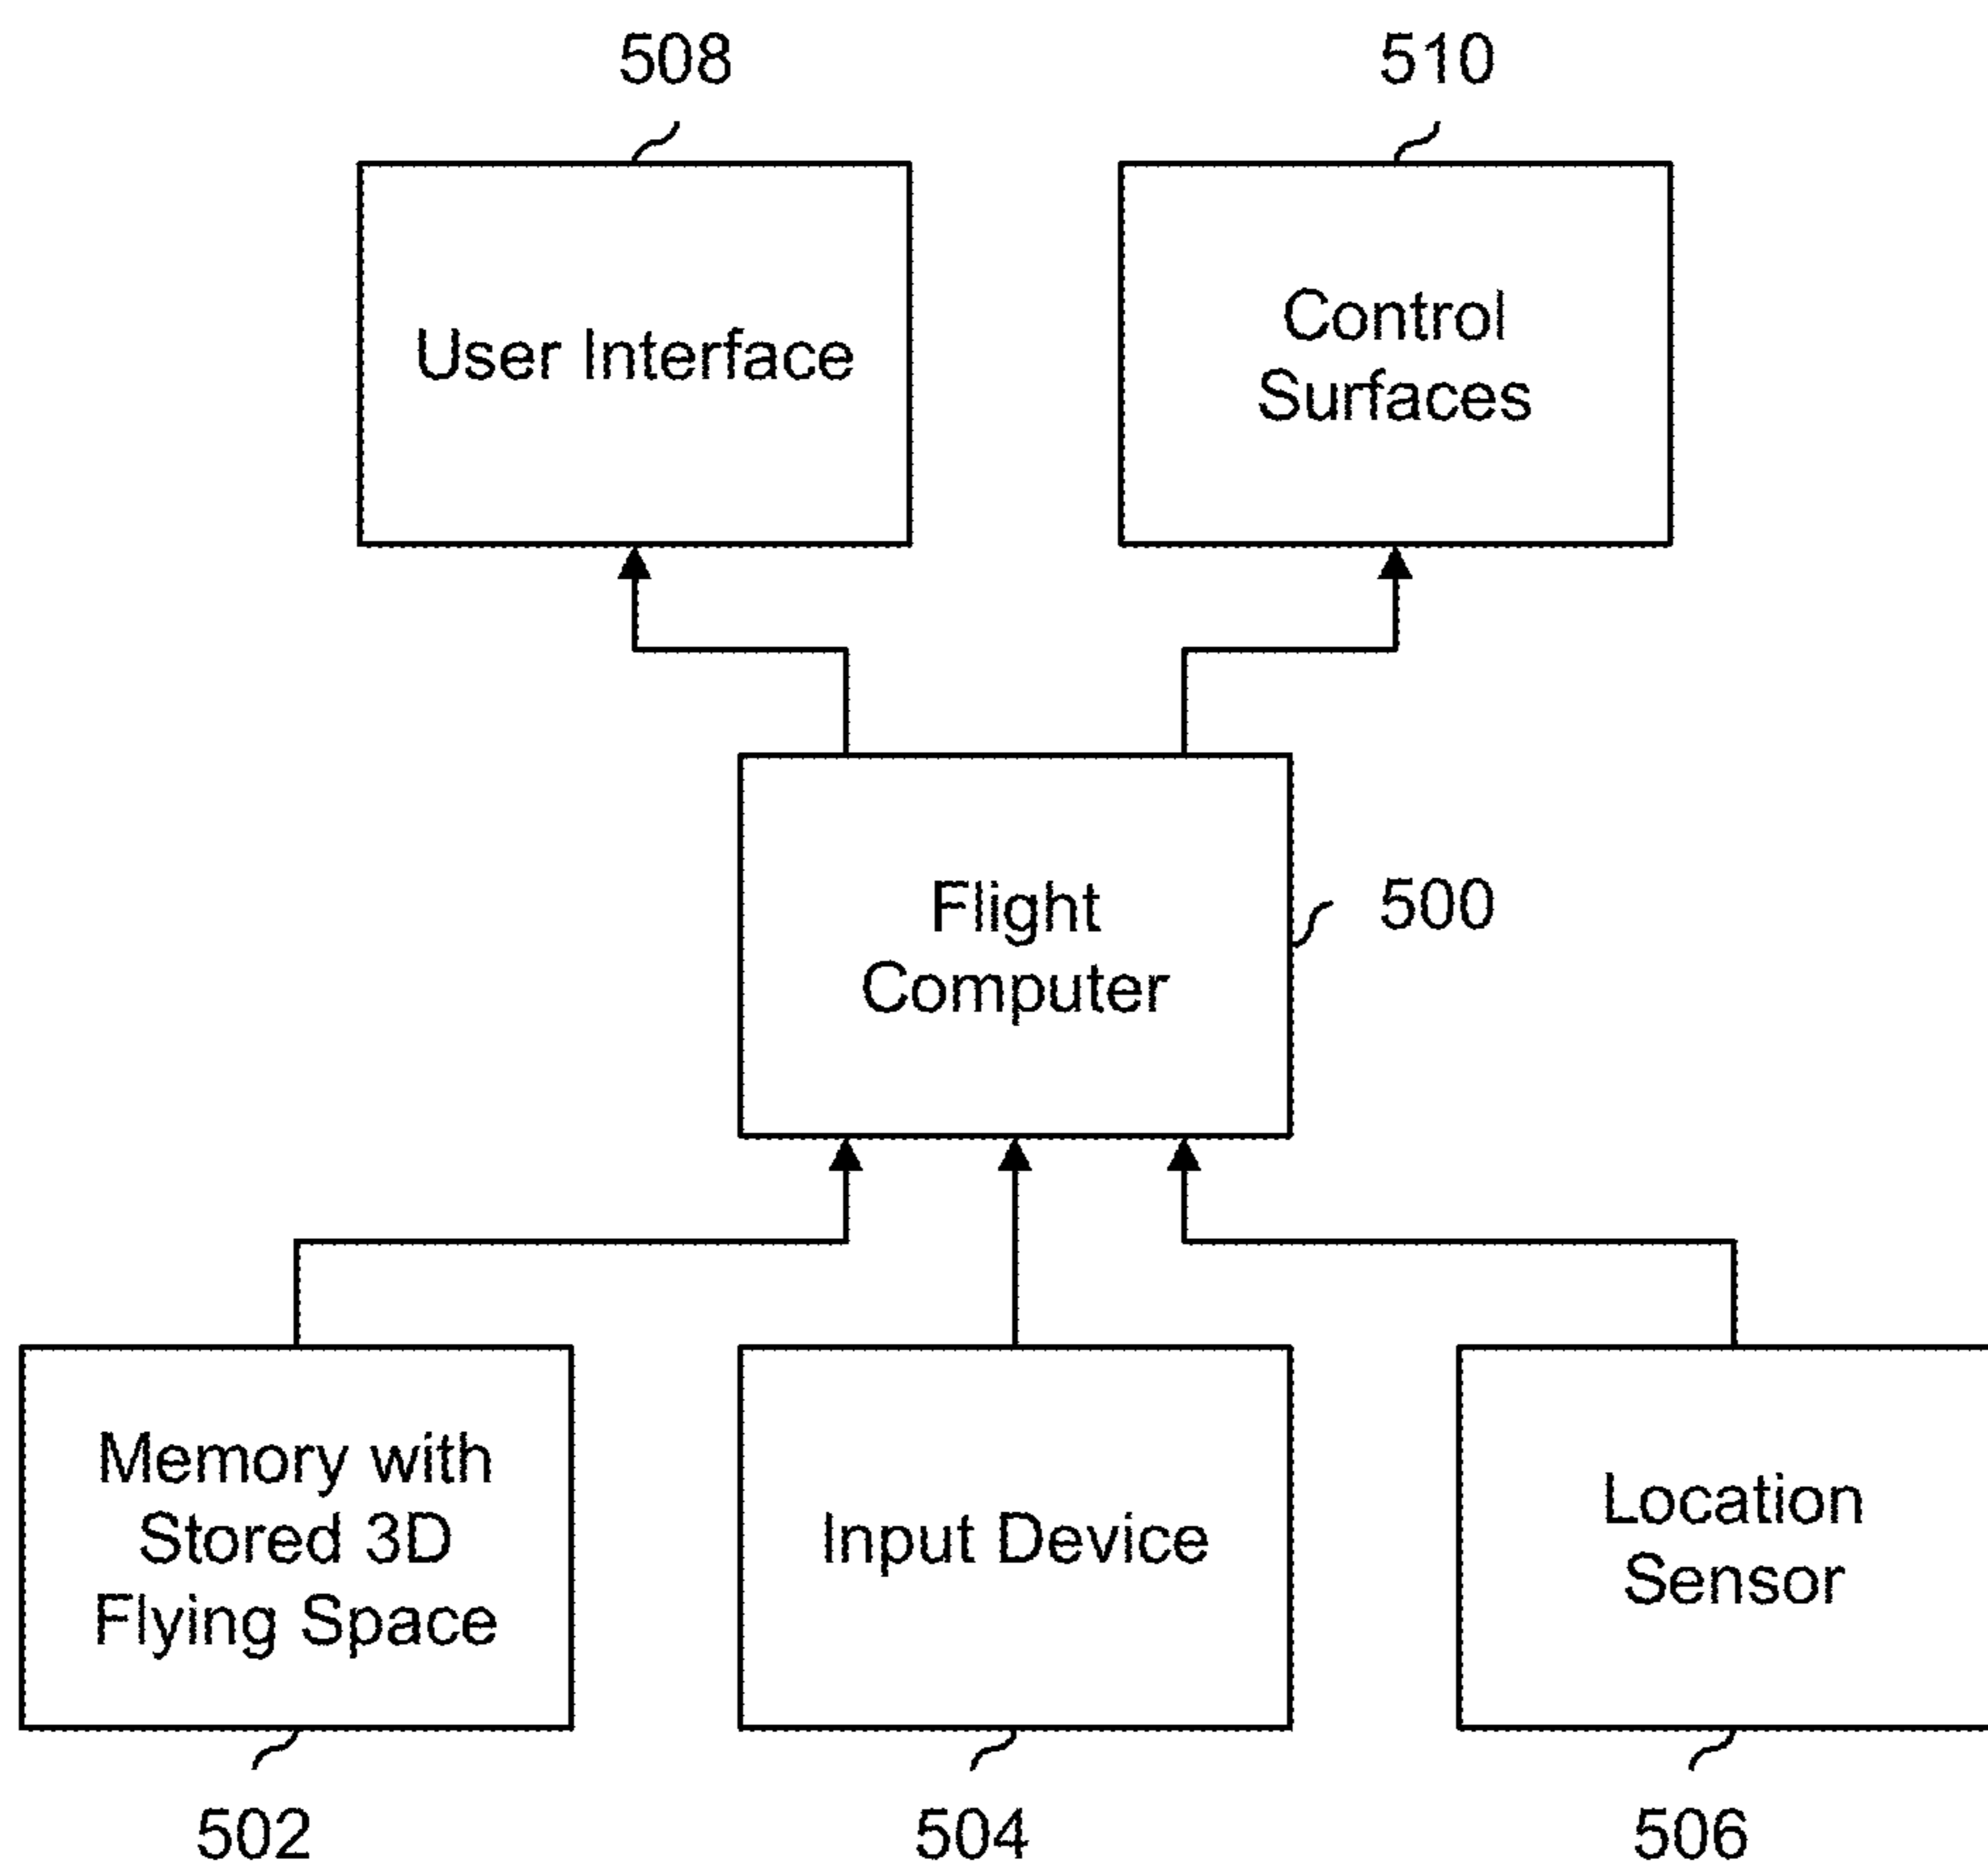 508
510
User Interface
Control
Surfaces
Flight
Computer
500
Memory with
Stored 3D
Flying Space
Input Device
Location
Sensor
502
504
506